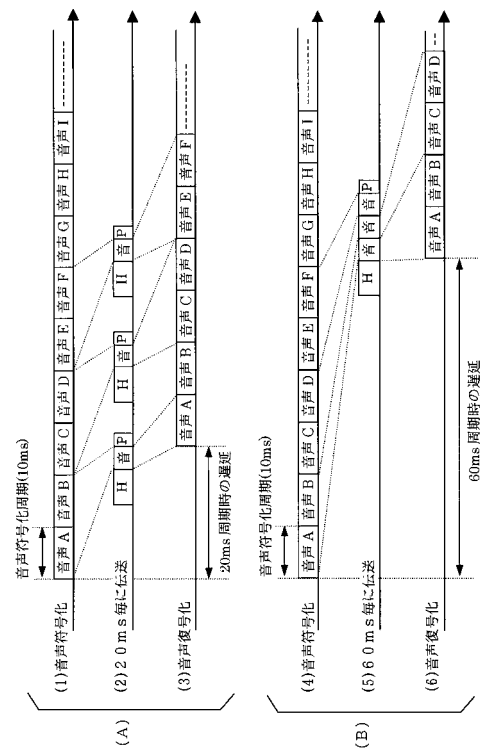 (A)
音声符号化周期(10ms)
(1)音声符号化
音声A 音声B 音声C 音声D 音声E 音声F 音声G 音声H 音声I
(2)20ms毎に伝送
H 音 P H 音 P H 音 P
(3)音声復号化
音声A 音声B 音声C 音声D 音声E 音声F
20ms周期時の遅延
(B)
音声符号化周期(10ms)
(4)音声符号化
音声A 音声B 音声C 音声D 音声E 音声F 音声G 音声H 音声I
(5)60ms毎に伝送
H 音 音 音 P
(6)音声復号化
音声A 音声B 音声C 音声D
60ms周期時の遅延